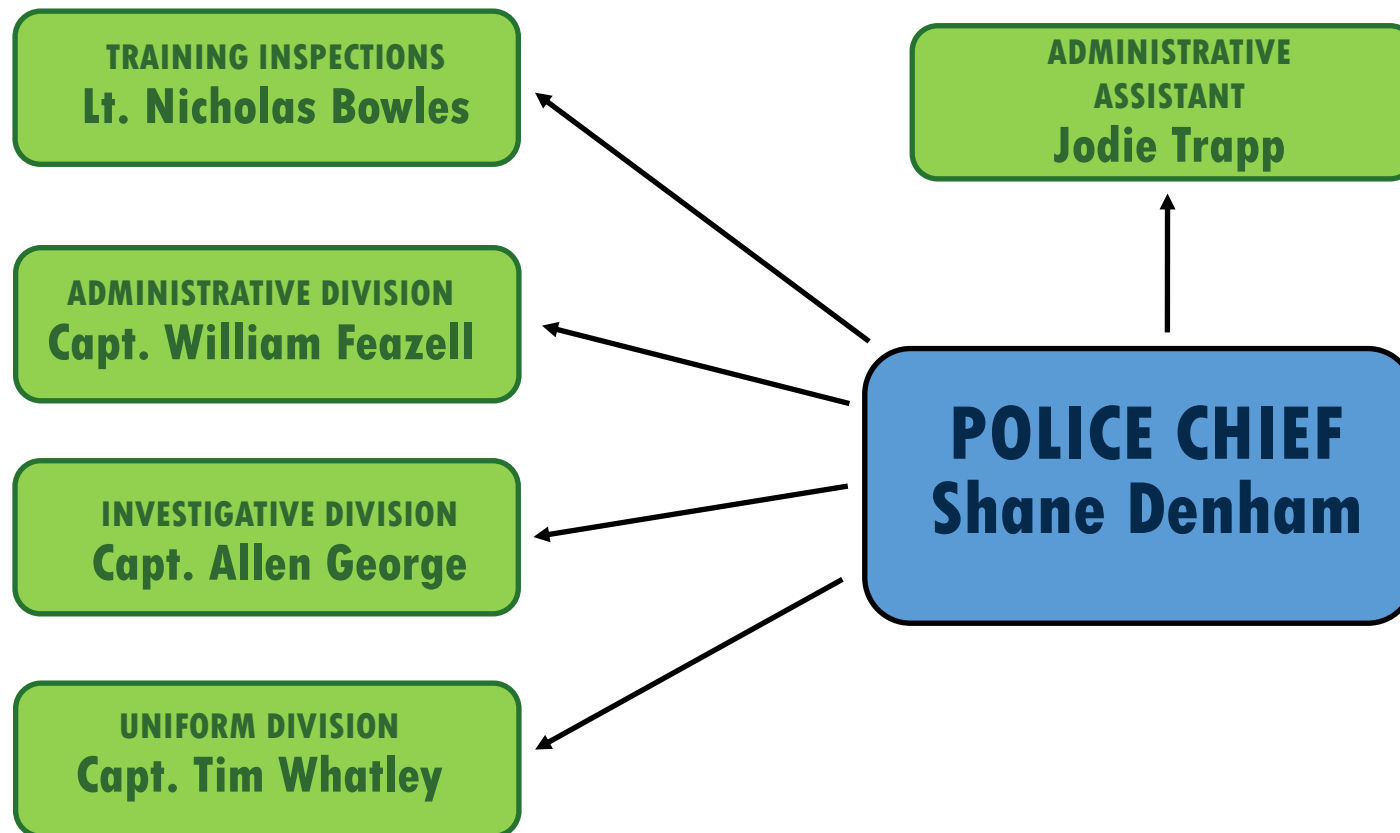 TRAINING INSPECTIONS
Lt. Nicholas Bowles
ADMINISTRATIVE
ASSISTANT
Jodie Trapp
ADMINISTRATIVE DIVISION
Capt. William Feazell
POLICE CHIEF
Shane Denham
INVESTIGATIVE DIVISION
Capt. Allen George
UNIFORM DIVISION
Capt. Tim Whatley